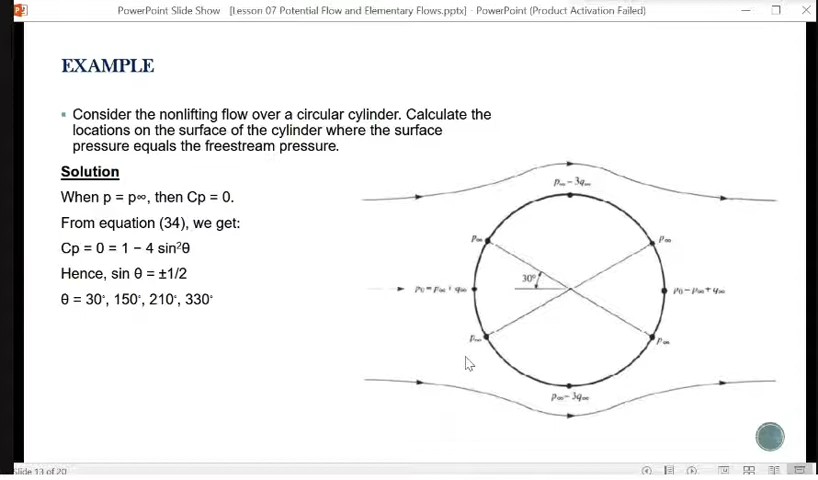 PowerPoint Slide Show [Lesson 07 Potential Flow and Elementary Flows.pptx] - PowerPoint (Product Activation Failed)
EXAMPLE
▪ Consider the nonlifting flow over a circular cylinder. Calculate the
locations on the surface of the cylinder where the surface
pressure equals the freestream pressure.
Solution
When p = p∞, then Cp = 0.
From equation (34), we get:
Cp = 0 = 1 − 4 sin²θ
Hence, sin θ = ±1/2
θ = 30°, 150°, 210°, 330°
p∞ − 3q∞
p∞
p∞
30°
p₀ = p∞ + q∞
p₀ − p∞ + q∞
p∞
p∞
p∞ − 3q∞
Slide 13 of 20